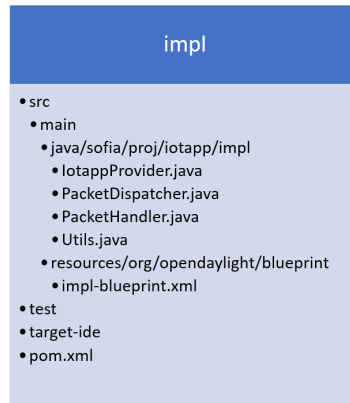 impl
• src
• main
• java/sofia/proj/iotapp/impl
• IotappProvider.java
• PacketDispatcher.java
• PacketHandler.java
• Utils.java
• resources/org/opendaylight/blueprint
• impl-blueprint.xml
• test
• target-ide
• pom.xml